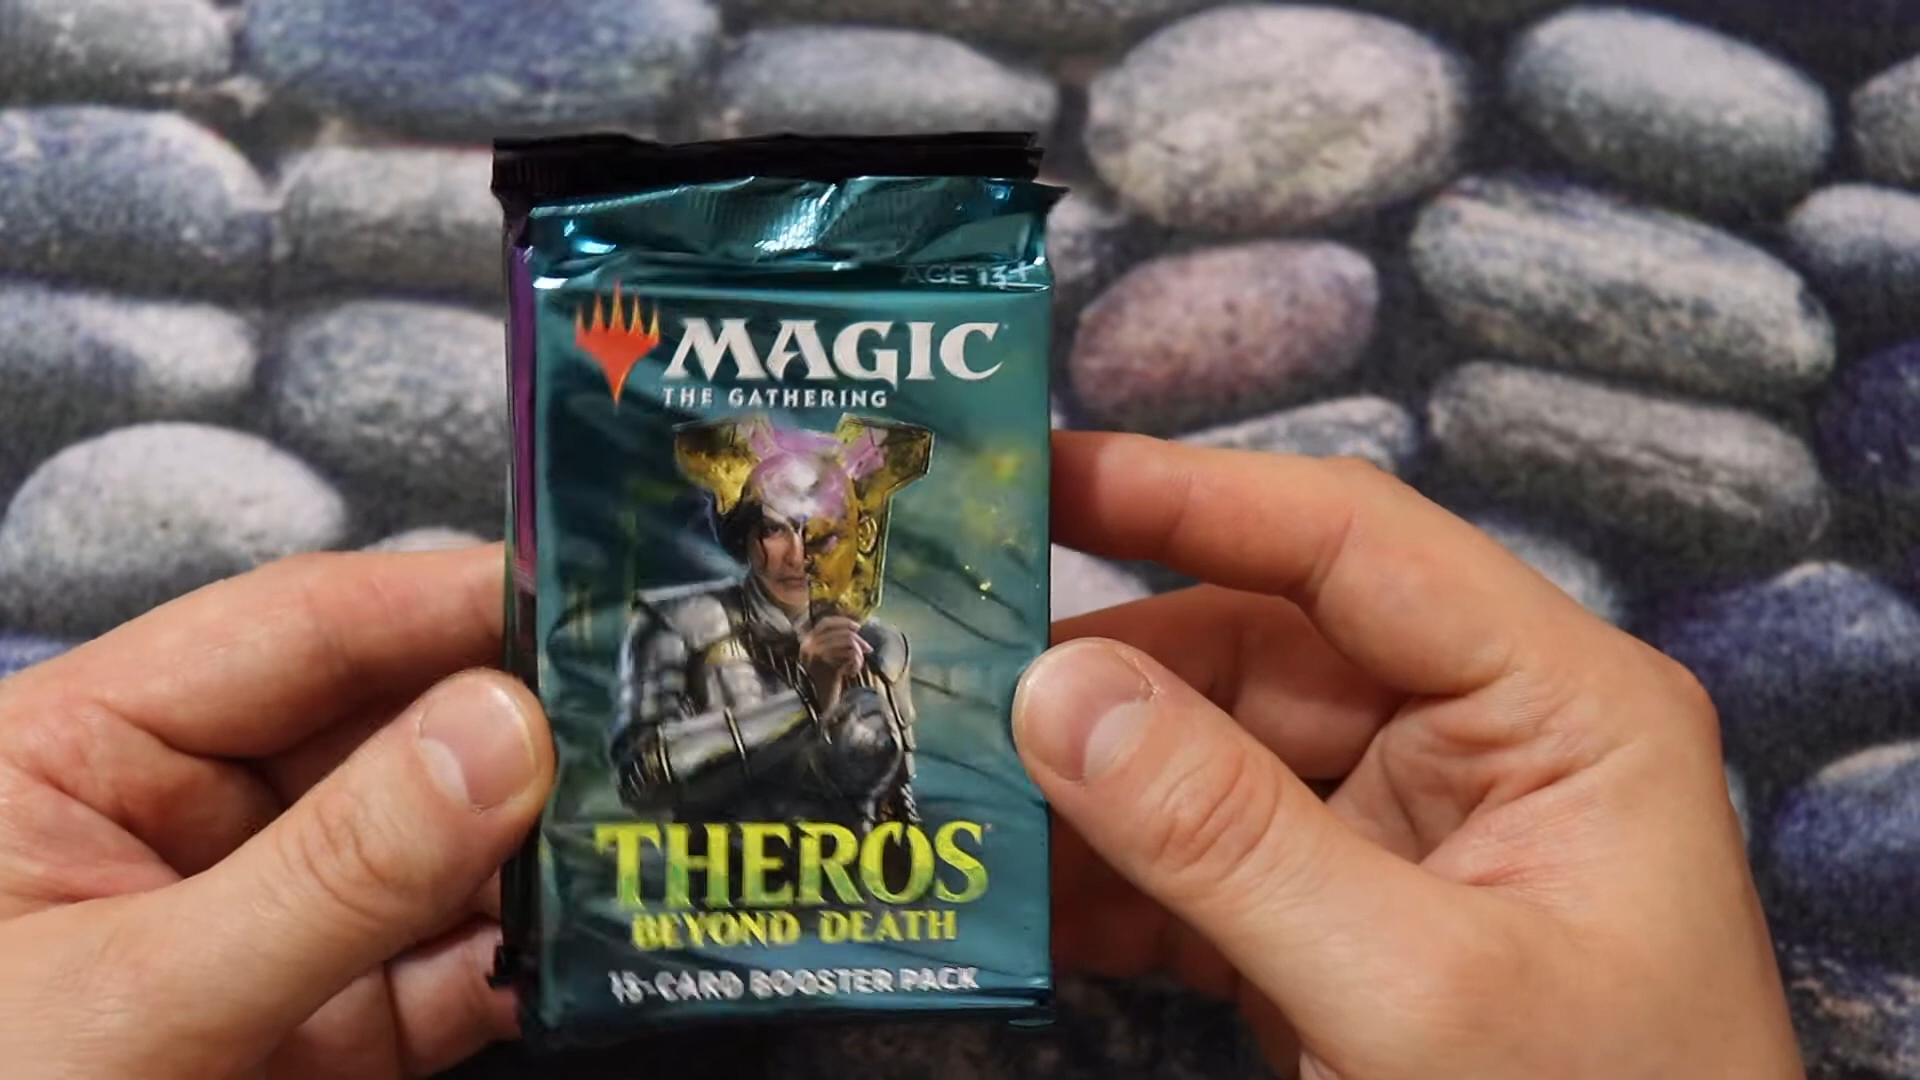 AGE 13+
MAGIC
THE GATHERING
THEROS
BEYOND DEATH
15-CARD BOOSTER PACK